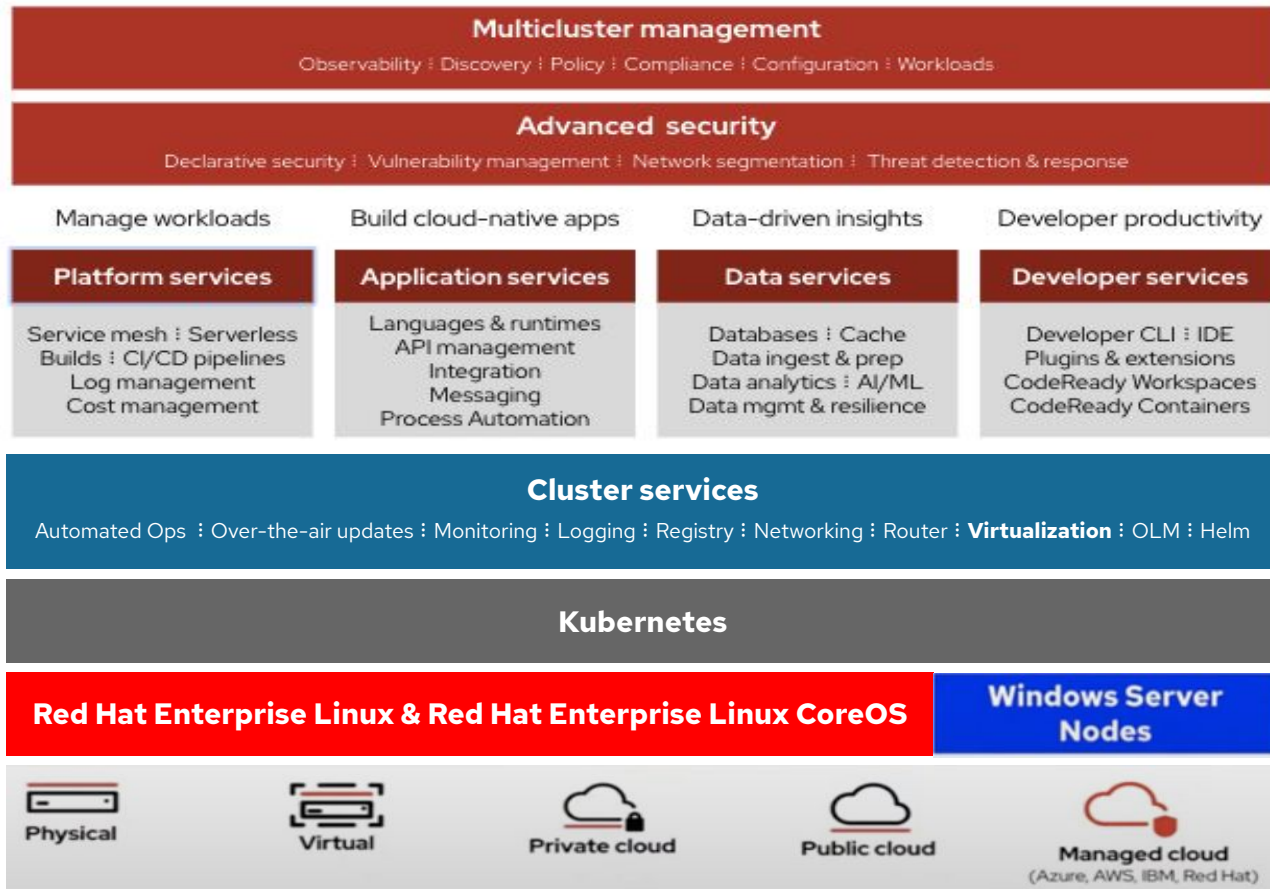 Multicluster management
Observability ⁝ Discovery ⁝ Policy ⁝ Compliance ⁝ Configuration ⁝ Workloads
Advanced security
Declarative security ⁝ Vulnerability management ⁝ Network segmentation ⁝ Threat detection & response
Manage workloads
Build cloud-native apps
Data-driven insights
Developer productivity
Platform services
Service mesh ⁝ Serverless
Builds ⁝ CI/CD pipelines
Log management
Cost management
Application services
Languages & runtimes
API management
Integration
Messaging
Process Automation
Data services
Databases ⁝ Cache
Data ingest & prep
Data analytics ⁝ AI/ML
Data mgmt & resilience
Developer services
Developer CLI ⁝ IDE
Plugins & extensions
CodeReady Workspaces
CodeReady Containers
Cluster services
Automated Ops ⁝ Over-the-air updates ⁝ Monitoring ⁝ Logging ⁝ Registry ⁝ Networking ⁝ Router ⁝ Virtualization ⁝ OLM ⁝ Helm
Kubernetes
Red Hat Enterprise Linux & Red Hat Enterprise Linux CoreOS
Windows Server
Nodes
Physical
Virtual
Private cloud
Public cloud
Managed cloud
(Azure, AWS, IBM, Red Hat)